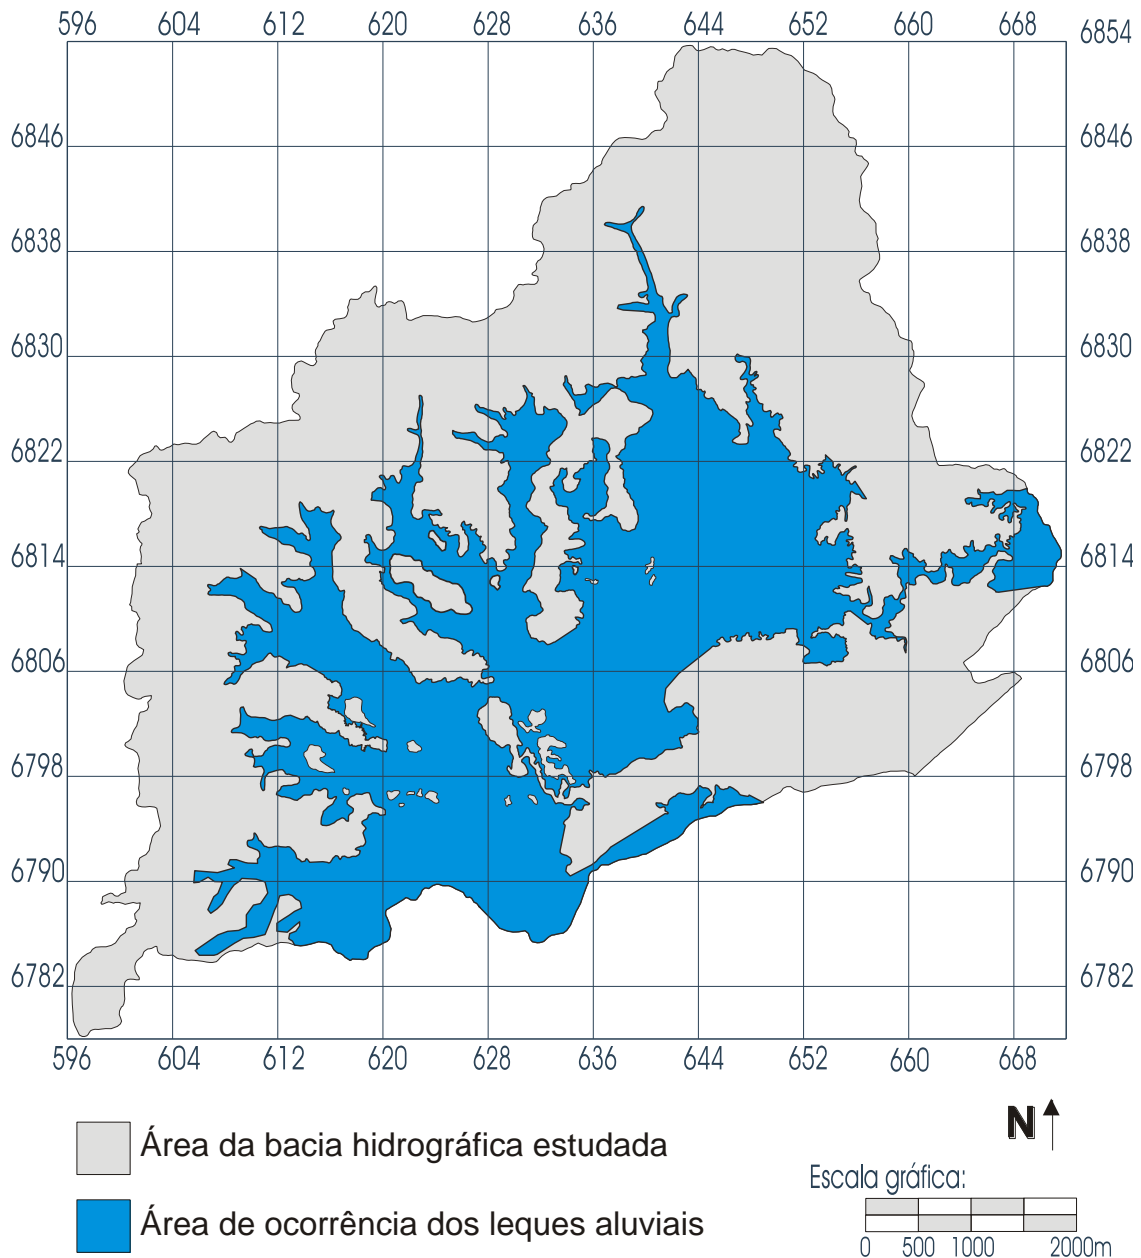 596 604 612 620 628 636 644 652 660 668
6854
6846 6846
6838 6838
6830 6830
6822 6822
6814 6814
6806 6806
6798 6798
6790 6790
6782 6782
596 604 612 620 628 636 644 652 660 668
N
Área da bacia hidrográfica estudada
Área de ocorrência dos leques aluviais
Escala gráfica:
0 500 1000 2000m